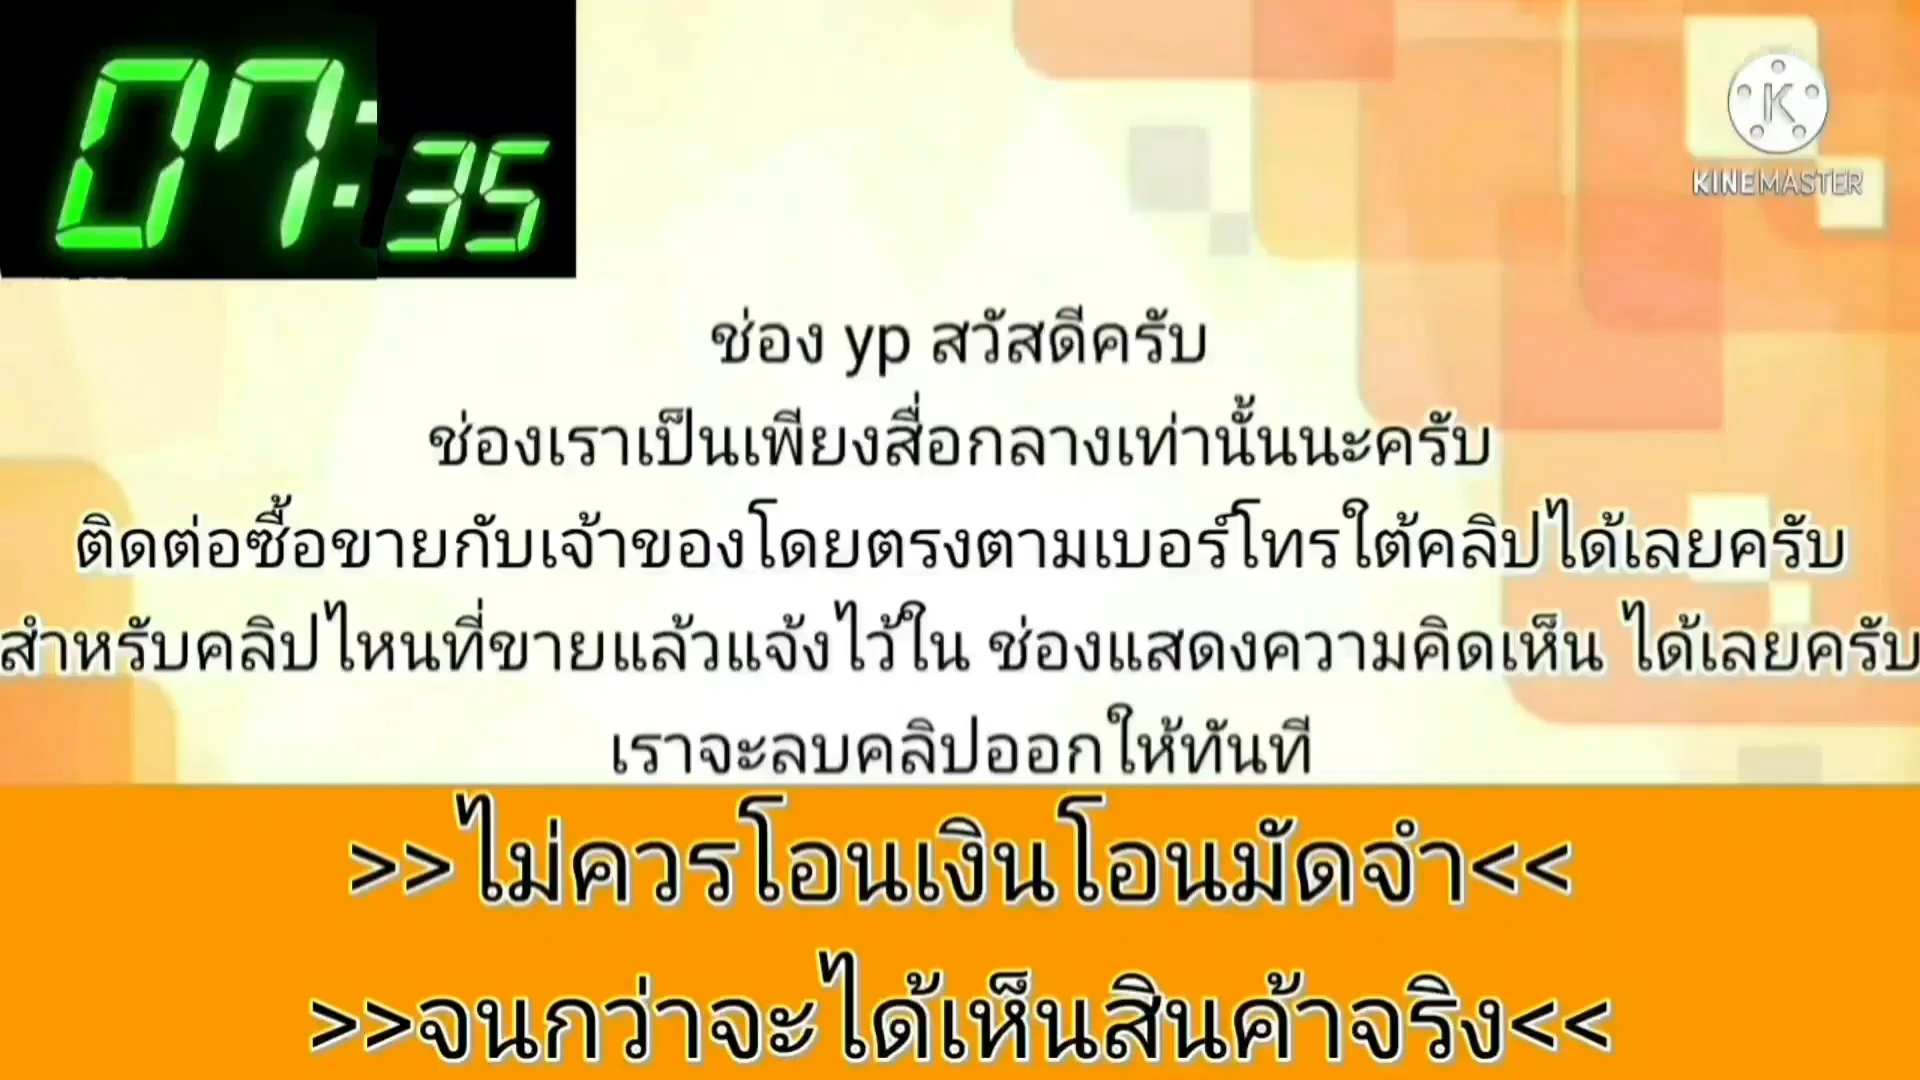 07:35
KINEMASTER
ช่อง yp สวัสดีครับ
ช่องเราเป็นเพียงสื่อกลางเท่านั้นนะครับ
ติดต่อซื้อขายกับเจ้าของโดยตรงตามเบอร์โทรใต้คลิปได้เลยครับ
สำหรับคลิปไหนที่ขายแล้วแจ้งไว้ใน ช่องแสดงความคิดเห็น ได้เลยครับ
เราจะลบคลิปออกให้ทันที
>>ไม่ควรโอนเงินโอนมัดจำ<<
>>จนกว่าจะได้เห็นสินค้าจริง<<